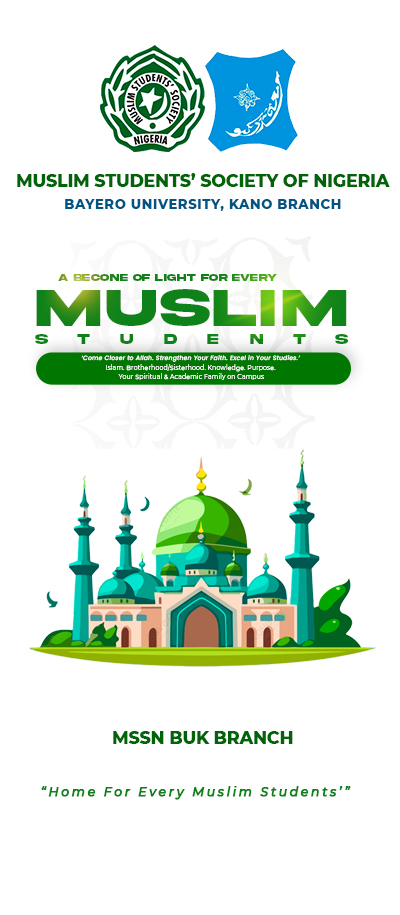 MUSLIM STUDENTS' SOCIETY
NIGERIA
MUSLIM STUDENTS' SOCIETY OF NIGERIA
BAYERO UNIVERSITY, KANO BRANCH
A BECONE OF LIGHT FOR EVERY
MUSLIM
STUDENTS
'Come Closer to Allah. Strengthen Your Faith. Excel in Your Studies.'
Islam. Brotherhood/Sisterhood. Knowledge. Purpose.
Your Spiritual & Academic Family on Campus
MSSN BUK BRANCH
“Home For Every Muslim Students’”